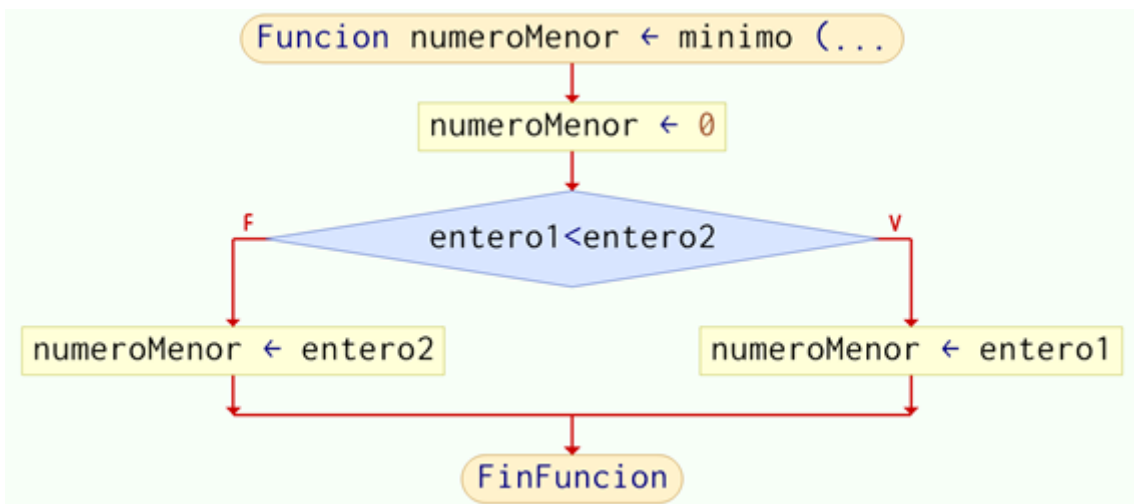 Funcion numeroMenor ← minimo (...
numeroMenor ← 0
F
V
entero1<entero2
numeroMenor ← entero2
numeroMenor ← entero1
FinFuncion